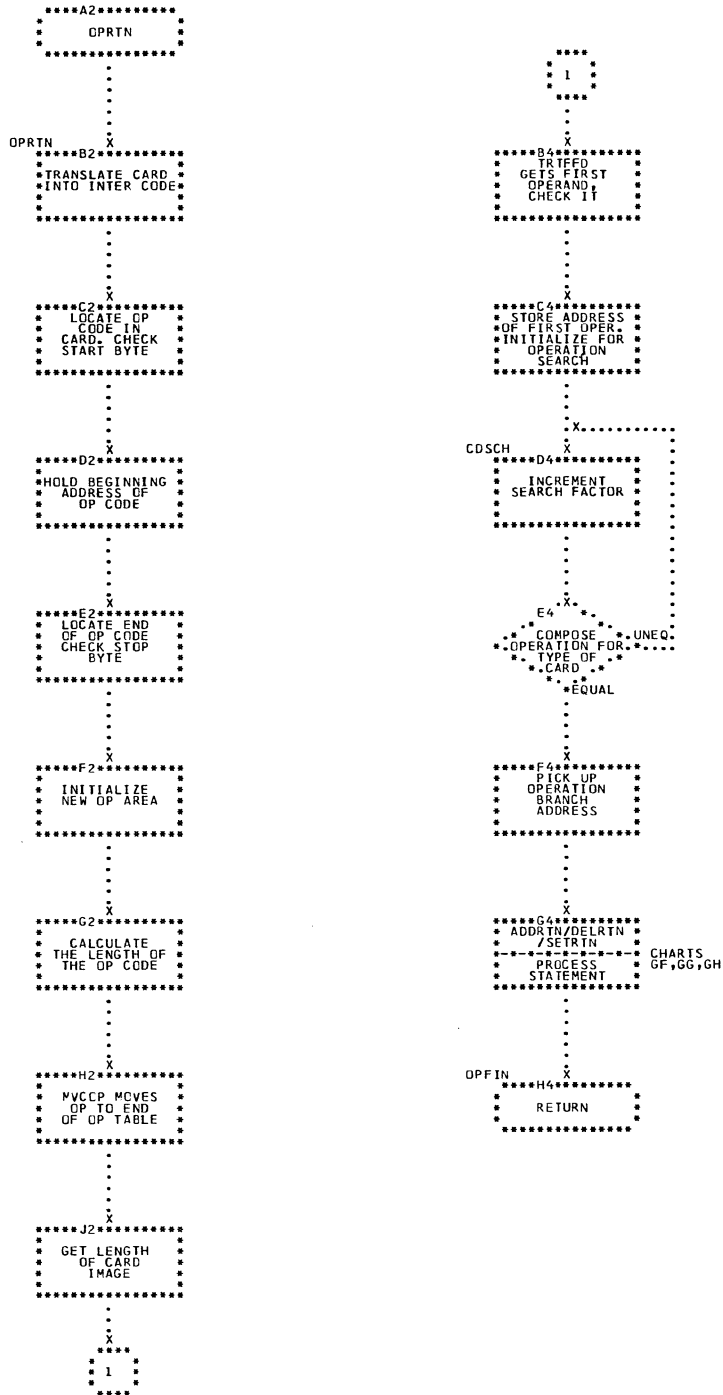 A2
OPRTN
OPRTN
B2
TRANSLATE CARD
INTO INTER CODE
C2
LOCATE OP
CODE IN
CARD. CHECK
START BYTE
D2
HOLD BEGINNING
ADDRESS OF
OP CODE
E2
LOCATE END
OF OP CODE
CHECK STOP
BYTE
F2
INITIALIZE
NEW OP AREA
G2
CALCULATE
THE LENGTH OF
THE OP CODE
H2
MVCCP MOVES
OP TO END
OF OP TABLE
J2
GET LENGTH
OF CARD
IMAGE
1
1
B4
TRTFFD
GETS FIRST
OPERAND,
CHECK IT
C4
STORE ADDRESS
OF FIRST OPER.
INITIALIZE FOR
OPERATION
SEARCH
CDSCH
D4
INCREMENT
SEARCH FACTOR
E4
COMPOSE
OPERATION FOR
TYPE OF
CARD
UNEQ
EQUAL
F4
PICK UP
OPERATION
BRANCH
ADDRESS
G4
ADDRTN/DELRTN
/SETRTN
PROCESS
STATEMENT
CHARTS
GF,GG,GH
OPFIN
H4
RETURN